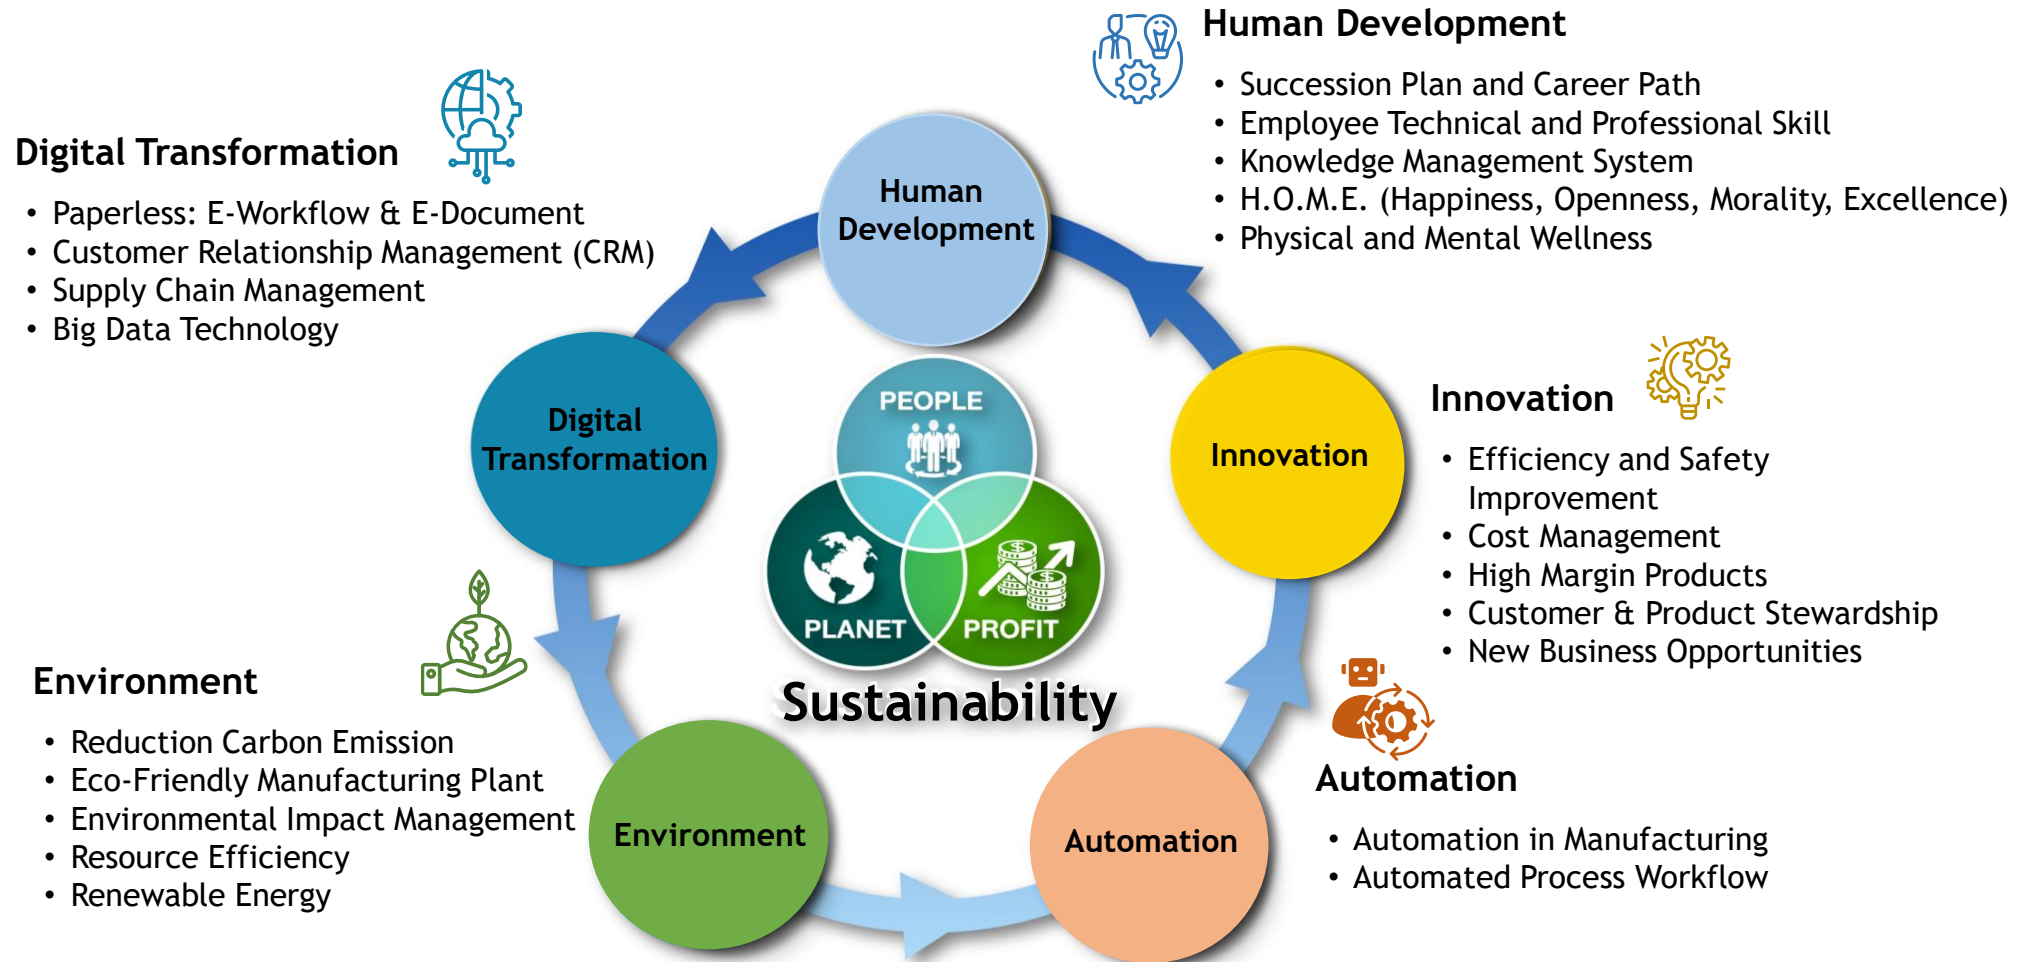 Human Development
• Succession Plan and Career Path
• Employee Technical and Professional Skill
• Knowledge Management System
• H.O.M.E. (Happiness, Openness, Morality, Excellence)
• Physical and Mental Wellness
Digital Transformation
• Paperless: E-Workflow & E-Document
• Customer Relationship Management (CRM)
• Supply Chain Management
• Big Data Technology
Human
Development
Digital
Transformation
PEOPLE
PLANET
PROFIT
Sustainability
Innovation
Innovation
• Efficiency and Safety
Improvement
• Cost Management
• High Margin Products
• Customer & Product Stewardship
• New Business Opportunities
Environment
• Reduction Carbon Emission
• Eco-Friendly Manufacturing Plant
• Environmental Impact Management
• Resource Efficiency
• Renewable Energy
Environment
Automation
Automation
• Automation in Manufacturing
• Automated Process Workflow